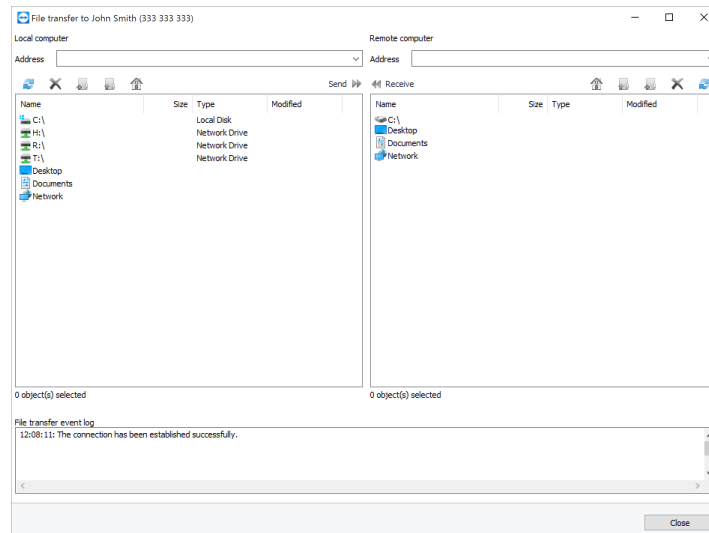 File transfer to John Smith (333 333 333)
Local computer
Remote computer
Address
Address
Send
Receive
Name Size Type Modified
C:\ Local Disk
H:\ Network Drive
R:\ Network Drive
T:\ Network Drive
Desktop
Documents
Network
Name Size Type Modified
C:\
Desktop
Documents
Network
0 object(s) selected
0 object(s) selected
File transfer event log
12:08:11: The connection has been established successfully.
Close